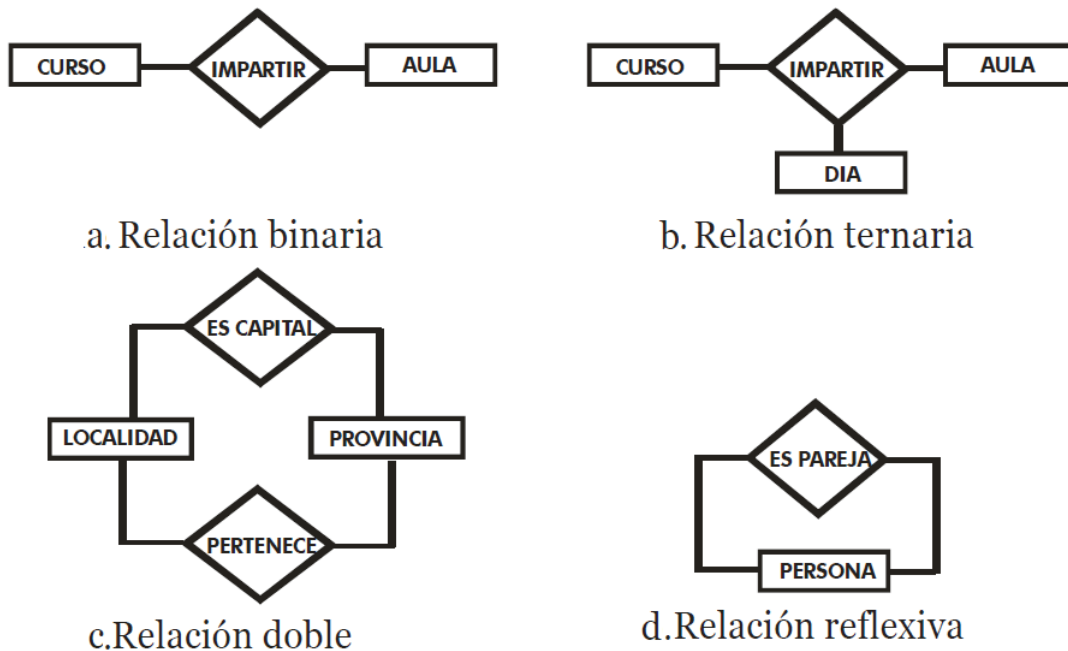 CURSO
IMPARTIR
AULA
a. Relación binaria
CURSO
IMPARTIR
AULA
DIA
b. Relación ternaria
ES CAPITAL
LOCALIDAD
PROVINCIA
PERTENECE
c.Relación doble
ES PAREJA
PERSONA
d.Relación reflexiva